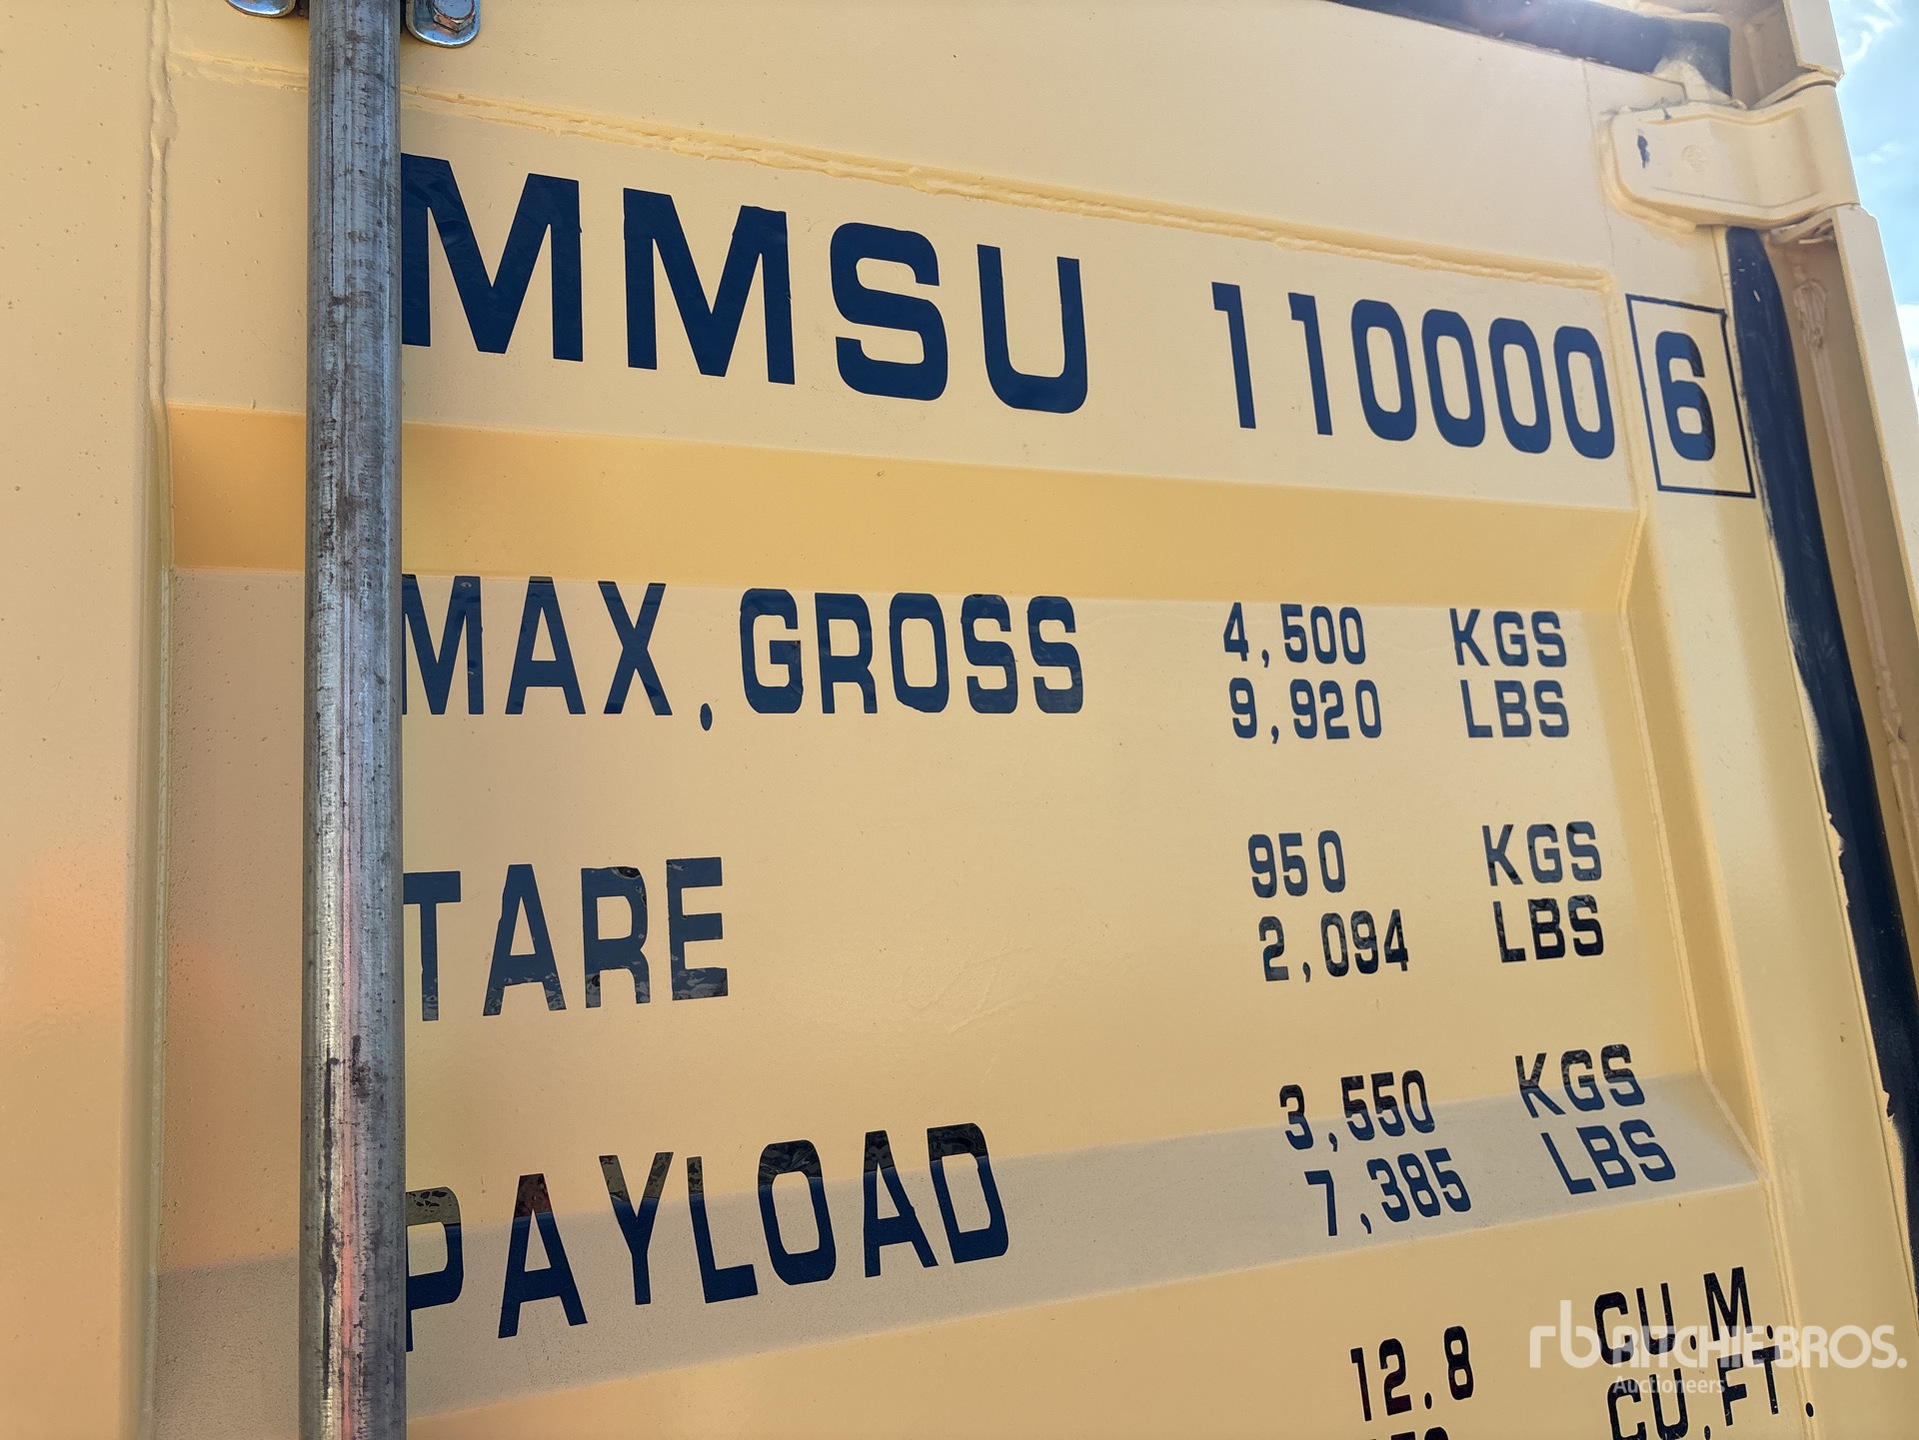 MMSU 110000 6
MAX.GROSS 4,500 KGS
9,920 LBS
TARE 950 KGS
2,094 LBS
PAYLOAD 3,550 KGS
7,385 LBS
12.8 CU.M.
CU.FT.
rb RITCHIE BROS.
Auctioneers